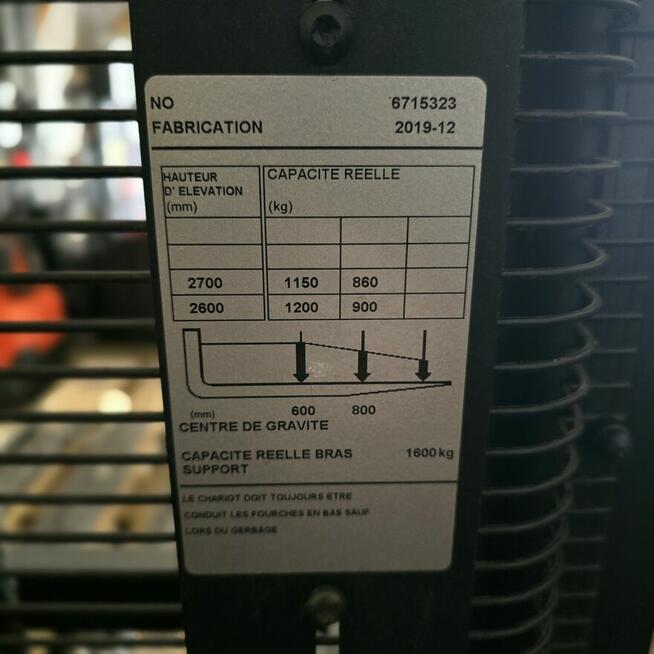 NO 6715323
FABRICATION 2019-12
HAUTEUR CAPACITE REELLE
D' ELEVATION
(mm) (kg)
2700 1150 860
2600 1200 900
(mm) 600 800
CENTRE DE GRAVITE
CAPACITE REELLE BRAS 1600 kg
SUPPORT
LE CHARIOT DOIT TOUJOURS ETRE
CONDUIT LES FOURCHES EN BAS SAUF
LORS DU GERBAGE